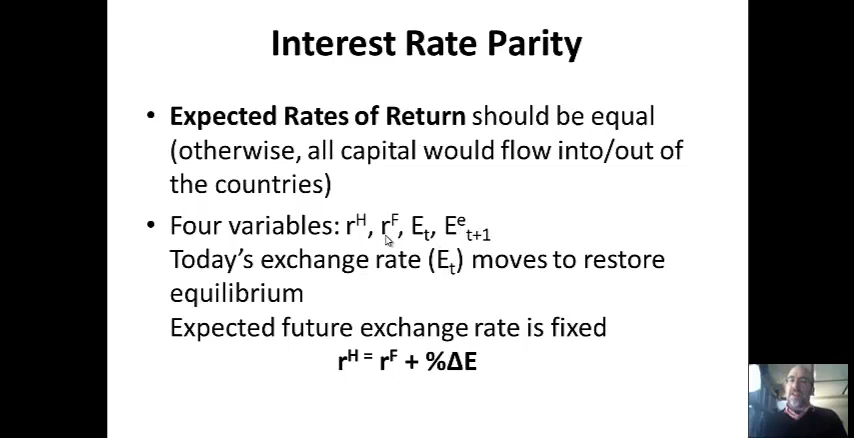 Interest Rate Parity
• Expected Rates of Return should be equal
(otherwise, all capital would flow into/out of
the countries)
• Four variables: rᴴ, rF, Eₜ, Eᵉₜ₊₁
Today’s exchange rate (Eₜ) moves to restore
equilibrium
Expected future exchange rate is fixed
rᴴ ⁼ rF + %ΔE